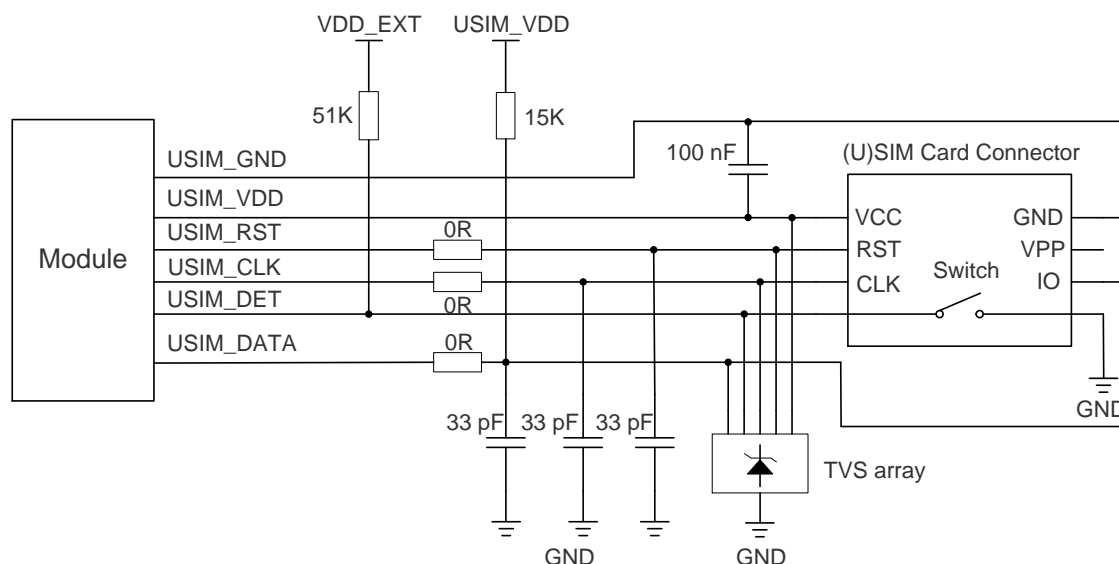 VDD_EXT USIM_VDD
51K 15K
100 nF (U)SIM Card Connector
Module
USIM_GND
USIM_VDD
USIM_RST 0R
USIM_CLK
USIM_DET 0R
USIM_DATA 0R
VCC GND
RST VPP
CLK Switch IO
GND
33 pF 33 pF 33 pF
TVS array
GND GND